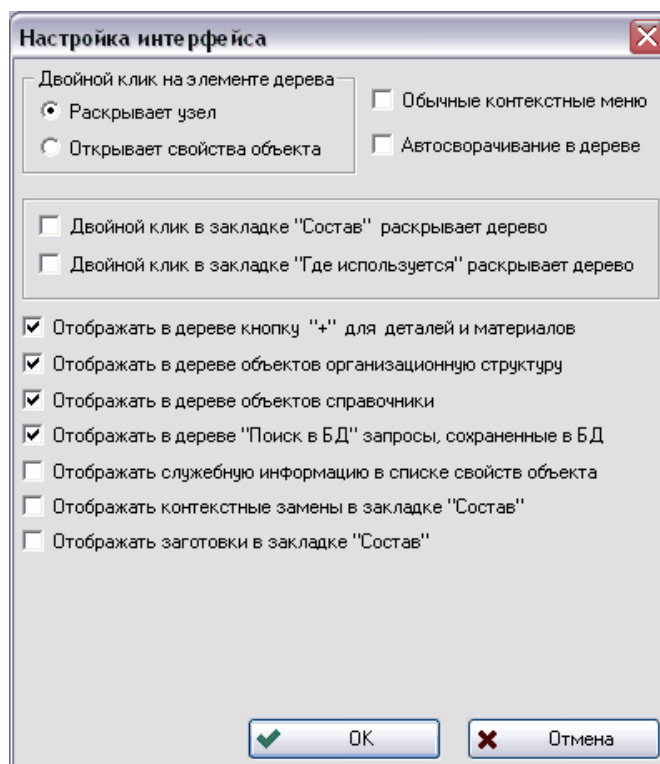 Настройка интерфейса
Двойной клик на элементе дерева
Раскрывает узел
Открывает свойства объекта
Обычные контекстные меню
Автосворачивание в дереве
Двойной клик в закладке "Состав" раскрывает дерево
Двойной клик в закладке "Где используется" раскрывает дерево
Отображать в дереве кнопку "+" для деталей и материалов
Отображать в дереве объектов организационную структуру
Отображать в дереве объектов справочники
Отображать в дереве "Поиск в БД" запросы, сохраненные в БД
Отображать служебную информацию в списке свойств объекта
Отображать контекстные замены в закладке "Состав"
Отображать заготовки в закладке "Состав"
OK
Отмена